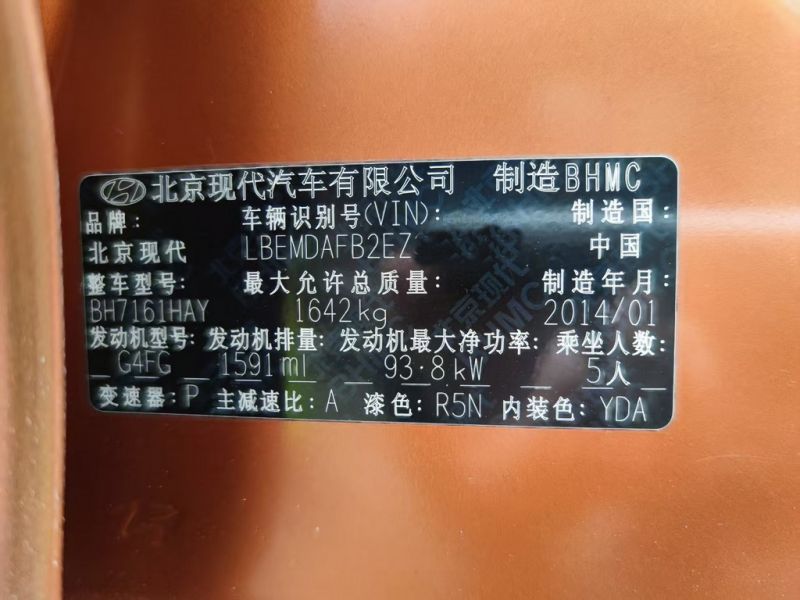 北京现代汽车有限公司 制造BHMC
品牌: 车辆识别号(VIN): 制造国:
北京现代 LBEMDAFB2EZ 中国
整车型号: 最大允许总质量: 制造年月:
BH7161HAY 1642kg 2014/01
发动机型号: 发动机排量: 发动机最大净功率: 乘坐人数:
G4FG 1591ml 93.8kW 5人
变速器: P 主减速比: A 漆色: R5N 内装色: YDA